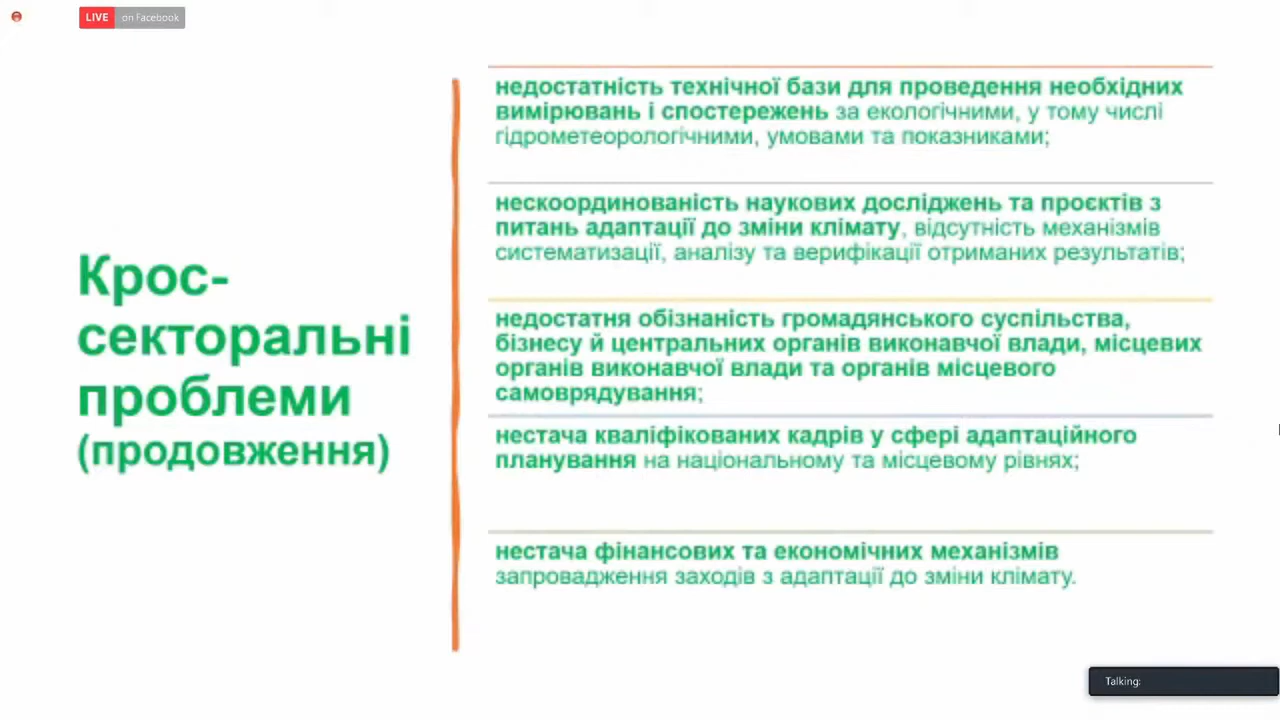 LIVE on Facebook
Крос-
секторальні
проблеми
(продовження)
недостатність технічної бази для проведення необхідних
вимірювань і спостережень за екологічними, у тому числі
гідрометеорологічними, умовами та показниками;
нескоординованість наукових досліджень та проєктів з
питань адаптації до зміни клімату, відсутність механізмів
систематизації, аналізу та верифікації отриманих результатів;
недостатня обізнаність громадянського суспільства,
бізнесу й центральних органів виконавчої влади, місцевих
органів виконавчої влади та органів місцевого
самоврядування;
нестача кваліфікованих кадрів у сфері адаптаційного
планування на національному та місцевому рівнях;
нестача фінансових та економічних механізмів
запровадження заходів з адаптації до зміни клімату.
Talking: